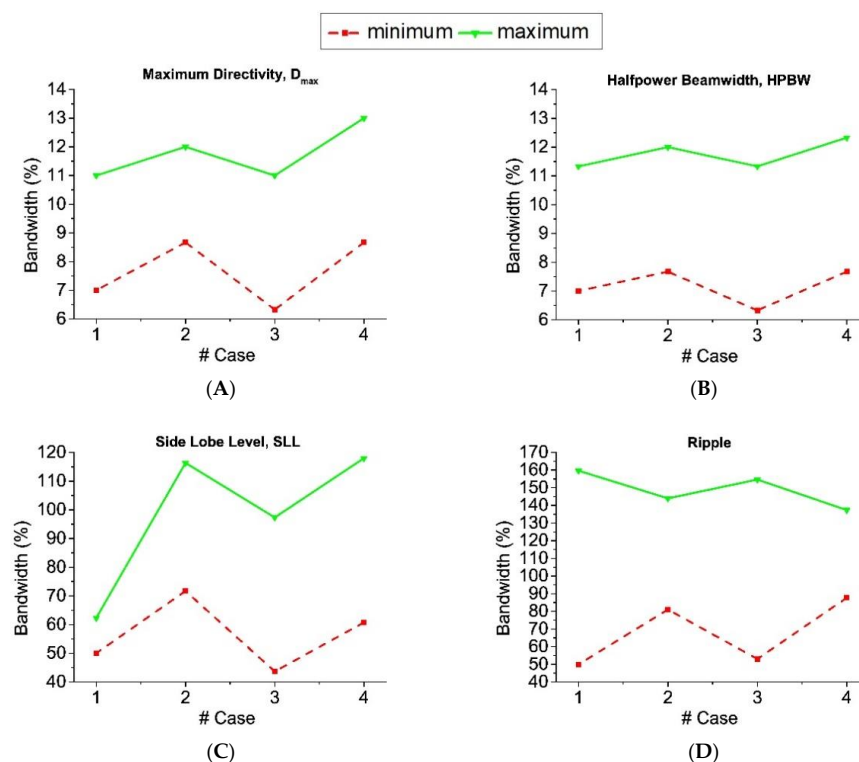 minimum maximum
Maximum Directivity, Dmax
14
13
12
11
10
9
8
7
6
Bandwidth (%)
1 2 3 4
# Case
(A)
Halfpower Beamwidth, HPBW
14
13
12
11
10
9
8
7
6
Bandwidth (%)
1 2 3 4
# Case
(B)
Side Lobe Level, SLL
120
110
100
90
80
70
60
50
40
Bandwidth (%)
1 2 3 4
# Case
(C)
Ripple
170
160
150
140
130
120
110
100
90
80
70
60
50
40
Bandwidth (%)
1 2 3 4
# Case
(D)